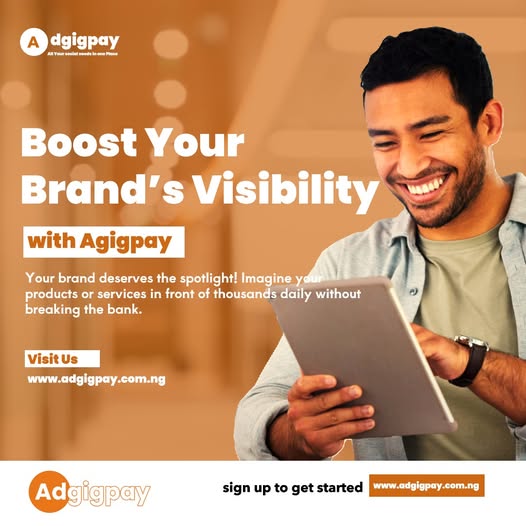 Adgigpay
All Your social needs in one Place
Boost Your
Brand's Visibility
with Agigpay
Your brand deserves the spotlight! Imagine your
products or services in front of thousands daily without
breaking the bank.
Visit Us
www.adgigpay.com.ng
Adgigpay
sign up to get started
www.adgigpay.com.ng